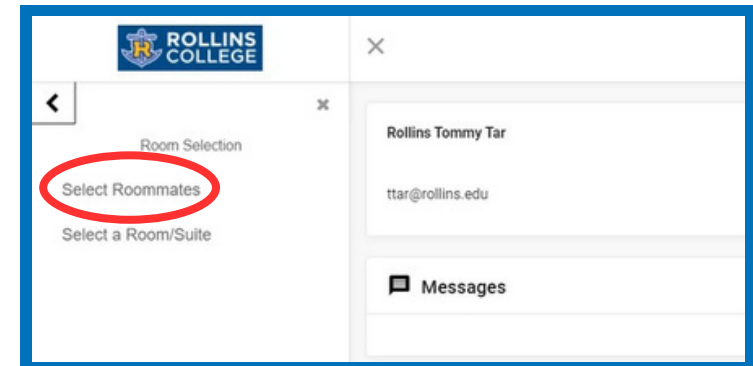 ROLLINS
COLLEGE
Room Selection
Select Roommates
Select a Room/Suite
Rollins Tommy Tar
ttar@rollins.edu
Messages